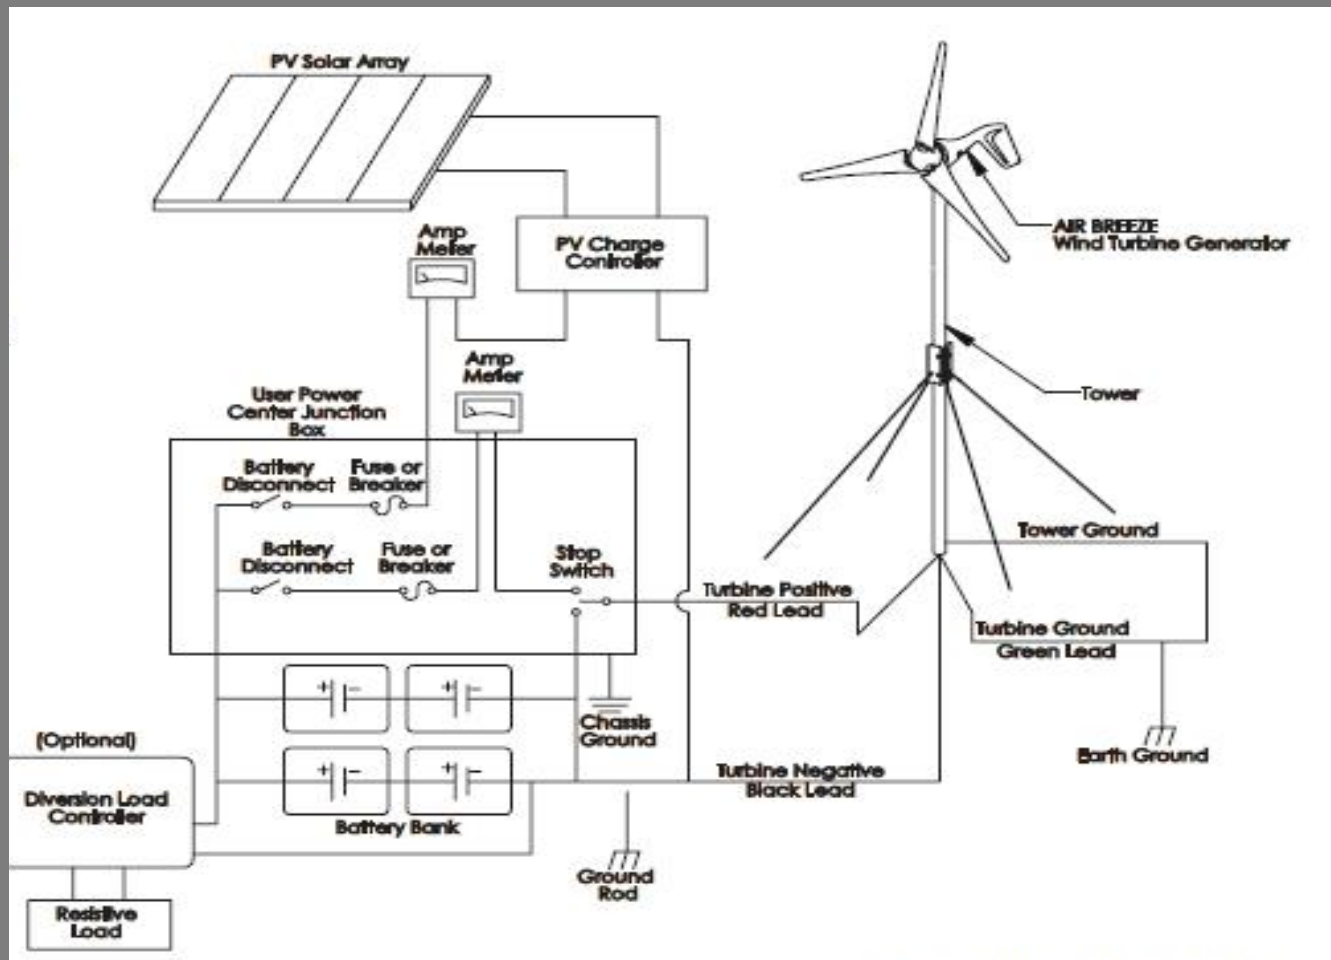 PV Solar Array
Amp
Meter
PV Charge
Controller
AIR BREEZE
Wind Turbine Generator
Amp
Meter
Tower
User Power
Center Junction
Box
Battery
Disconnect
Fuse or
Breaker
Battery
Disconnect
Fuse or
Breaker
Stop
Switch
Turbine Positive
Red Lead
Tower Ground
Turbine Ground
Green Lead
Earth Ground
+ -
+ -
Chassis
Ground
+ -
+ -
Battery Bank
Turbine Negative
Black Lead
(Optional)
Diversion Load
Controller
Ground
Rod
Resistive
Load